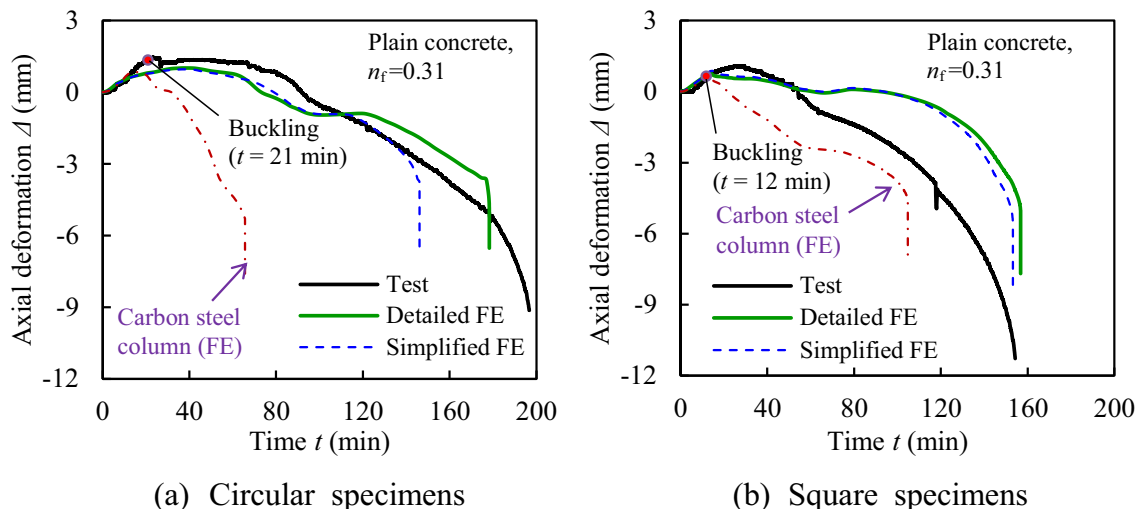 3
0
-3
-6
-9
-12
Axial deformation Δ (mm)
Plain concrete,
n_f=0.31
Buckling
(t = 21 min)
Carbon steel
column (FE)
Test
Detailed FE
Simplified FE
0 40 80 120 160 200
Time t (min)
(a) Circular specimens
3
0
-3
-6
-9
-12
Axial deformation Δ (mm)
Plain concrete,
n_f=0.31
Buckling
(t = 12 min)
Carbon steel
column (FE)
Test
Detailed FE
Simplified FE
0 40 80 120 160 200
Time t (min)
(b) Square specimens